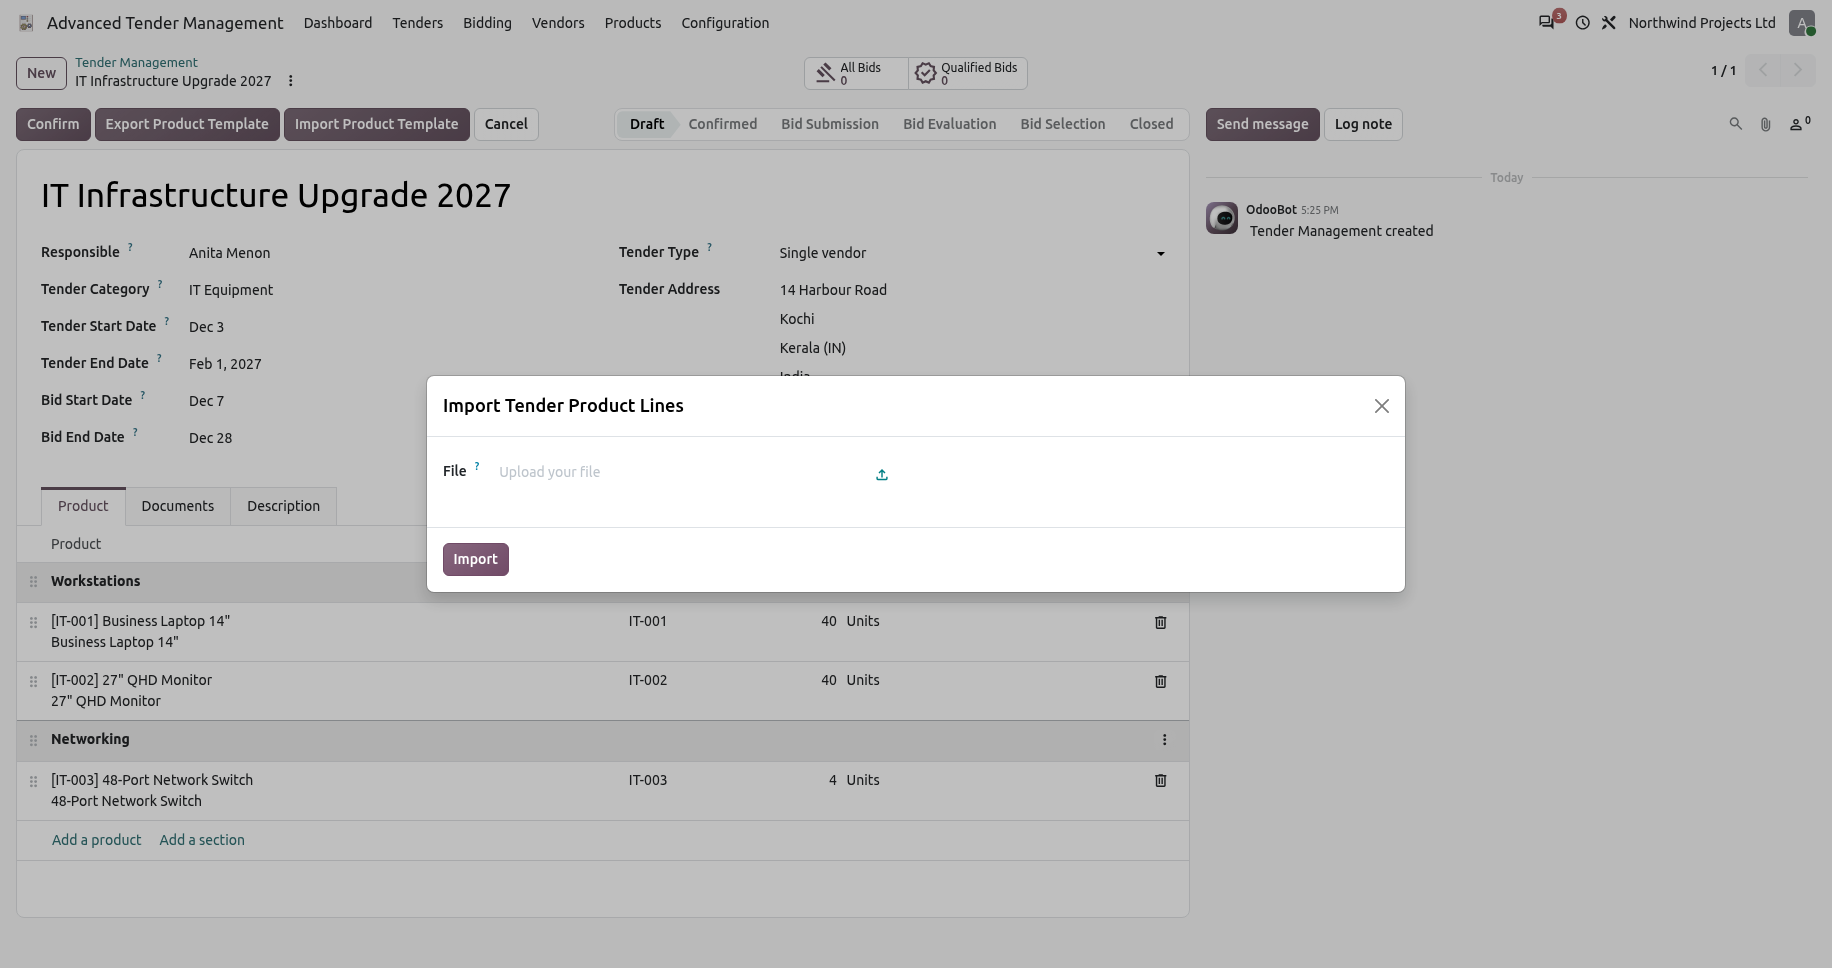 Advanced Tender Management Dashboard Tenders Bidding Vendors Products Configuration 3 Northwind Projects Ltd A
New
Tender Management
IT Infrastructure Upgrade 2027
All Bids
0
Qualified Bids
0
1 / 1
Confirm Export Product Template Import Product Template Cancel
Draft Confirmed Bid Submission Bid Evaluation Bid Selection Closed
Send message Log note 0
IT Infrastructure Upgrade 2027
Responsible ? Anita Menon
Tender Category ? IT Equipment
Tender Start Date ? Dec 3
Tender End Date ? Feb 1, 2027
Bid Start Date ? Dec 7
Bid End Date ? Dec 28
Tender Type ? Single vendor
Tender Address 14 Harbour Road
Kochi
Kerala (IN)
India
Today
OdooBot 5:25 PM
Tender Management created
Import Tender Product Lines
File ? Upload your file
Import
Product Documents Description
Product
Workstations
[IT-001] Business Laptop 14" IT-001 40 Units
Business Laptop 14"
[IT-002] 27" QHD Monitor IT-002 40 Units
27" QHD Monitor
Networking
[IT-003] 48-Port Network Switch IT-003 4 Units
48-Port Network Switch
Add a product Add a section